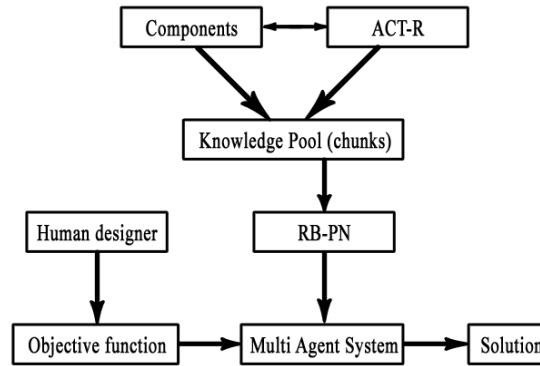 Components
ACT-R
Knowledge Pool (chunks)
Human designer
RB-PN
Objective function
Multi Agent System
Solution